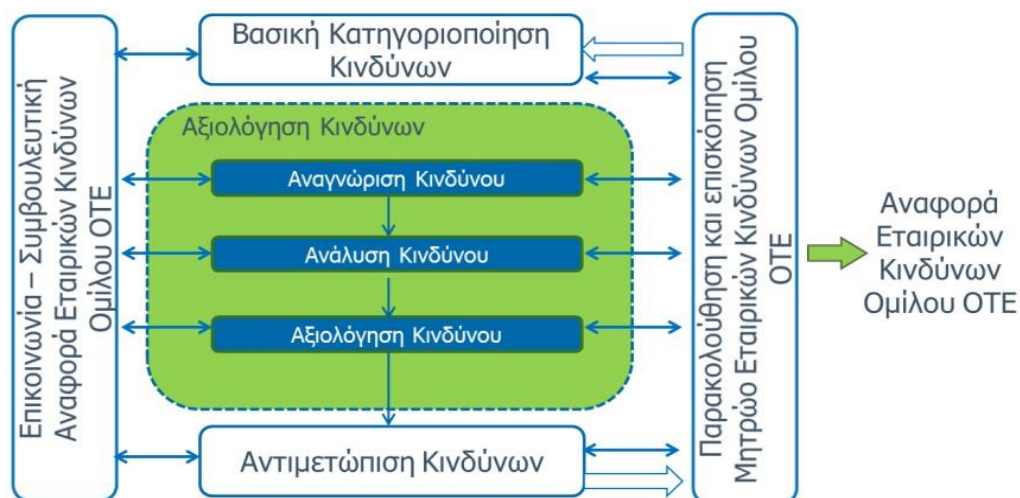 Επικοινωνία – Συμβουλευτική
Αναφορά Εταιρικών Κινδύνων
Ομίλου ΟΤΕ
Βασική Κατηγοριοποίηση
Κινδύνων
Αξιολόγηση Κινδύνων
Αναγνώριση Κινδύνου
Ανάλυση Κινδύνου
Αξιολόγηση Κινδύνου
Αντιμετώπιση Κινδύνων
Παρακολούθηση και επισκόπηση
Μητρώο Εταιρικών Κινδύνων Ομίλου
ΟΤΕ
Αναφορά
Εταιρικών
Κινδύνων
Ομίλου ΟΤΕ